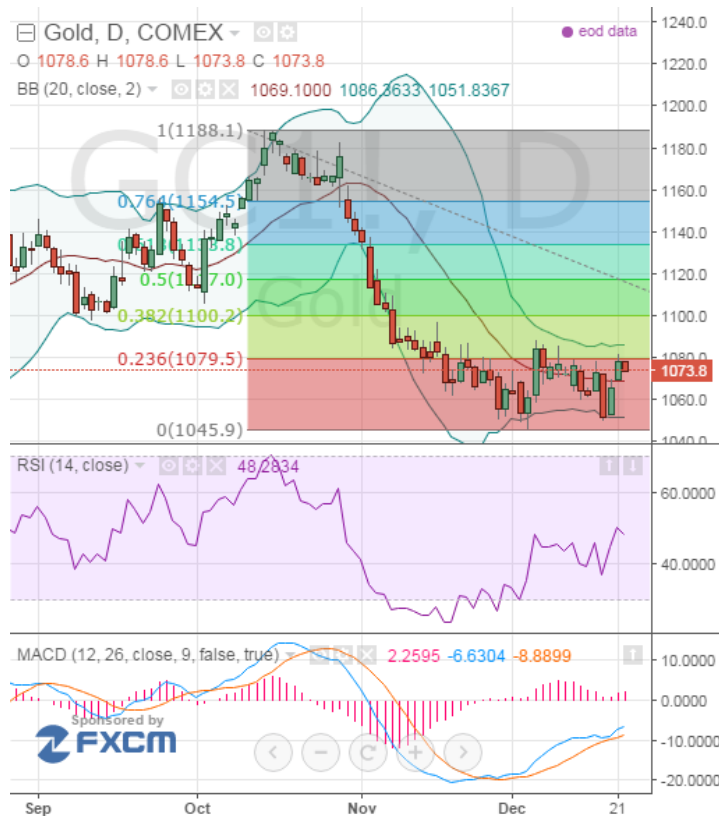 Gold, D, COMEX
eod data
O 1078.6 H 1078.6 L 1073.8 C 1073.8
BB (20, close, 2) 1069.1000 1086.3633 1051.8367
GC1!, D
Gold
1(1188.1)
0.764(1154.5)
0.5(1117.0)
0.382(1100.2)
0.236(1079.5)
0(1045.9)
1240.0
1220.0
1200.0
1180.0
1160.0
1140.0
1120.0
1100.0
1080.0
1073.8
1060.0
1040.0
RSI (14, close) 48.2834
60.0000
40.0000
MACD (12, 26, close, 9, false, true) 2.2595 -6.6304 -8.8899
10.0000
0.0000
-10.0000
-20.0000
Sponsored by
FXCM
Sep Oct Nov Dec 21